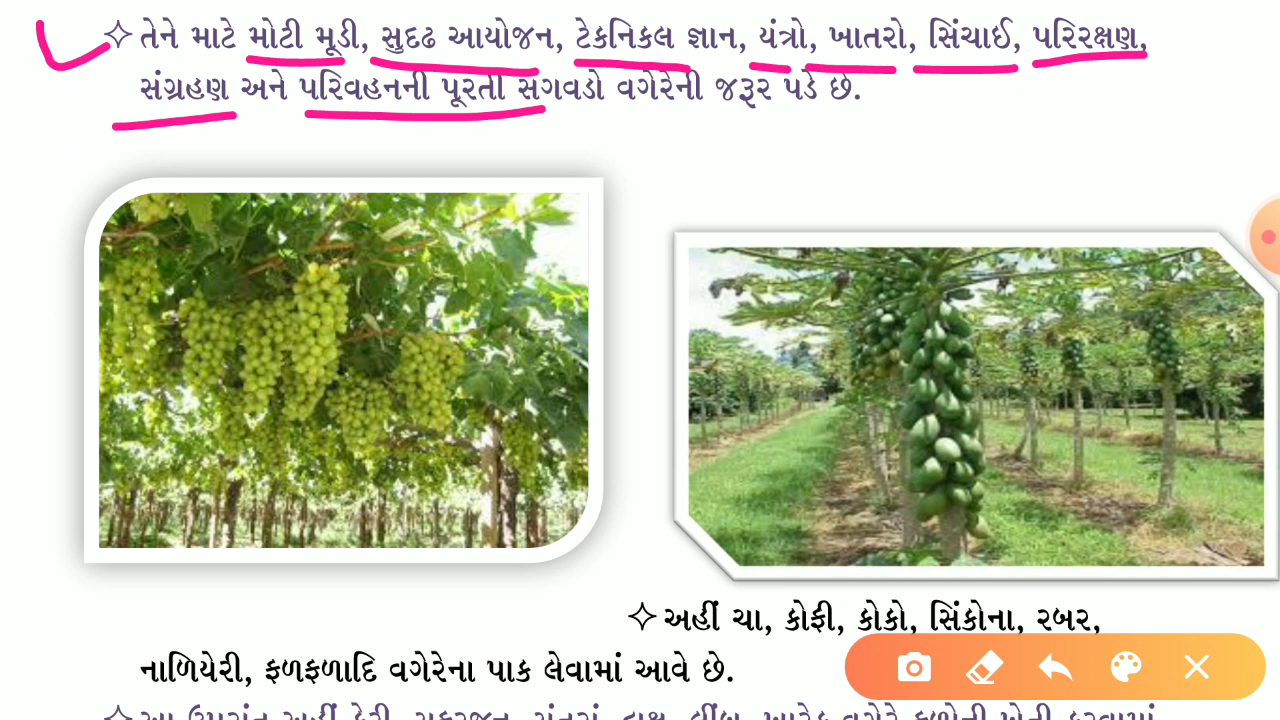 તેને માટે મોટી મૂડી, સુદઢ આયોજન, ટેકનિકલ જ્ઞાન, યંત્રો, ખાતરો, સિંચાઈ, પરિરક્ષણ,
સંગ્રહણ અને પરિવહનની પૂરતી સગવડો વગેરેની જરૂર પડે છે.
અહીં ચા, કોફી, કોકો, સિંકોના, રબર,
નાળિયેરી, ફળફળાદિ વગેરેના પાક લેવામાં આવે છે.